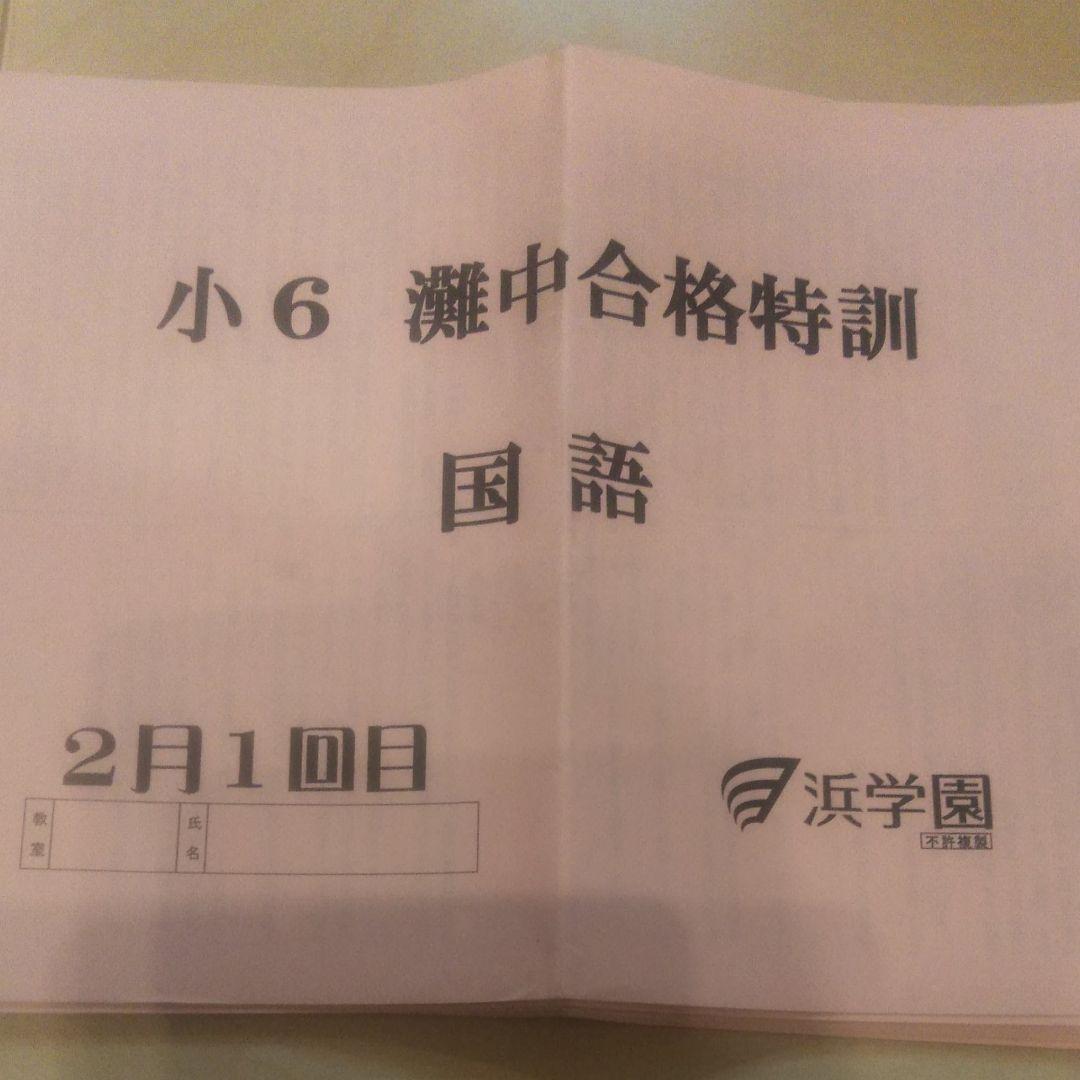 小6 灘中合格特訓
国語
2月1回目
教室 氏名
浜学園
不許複製